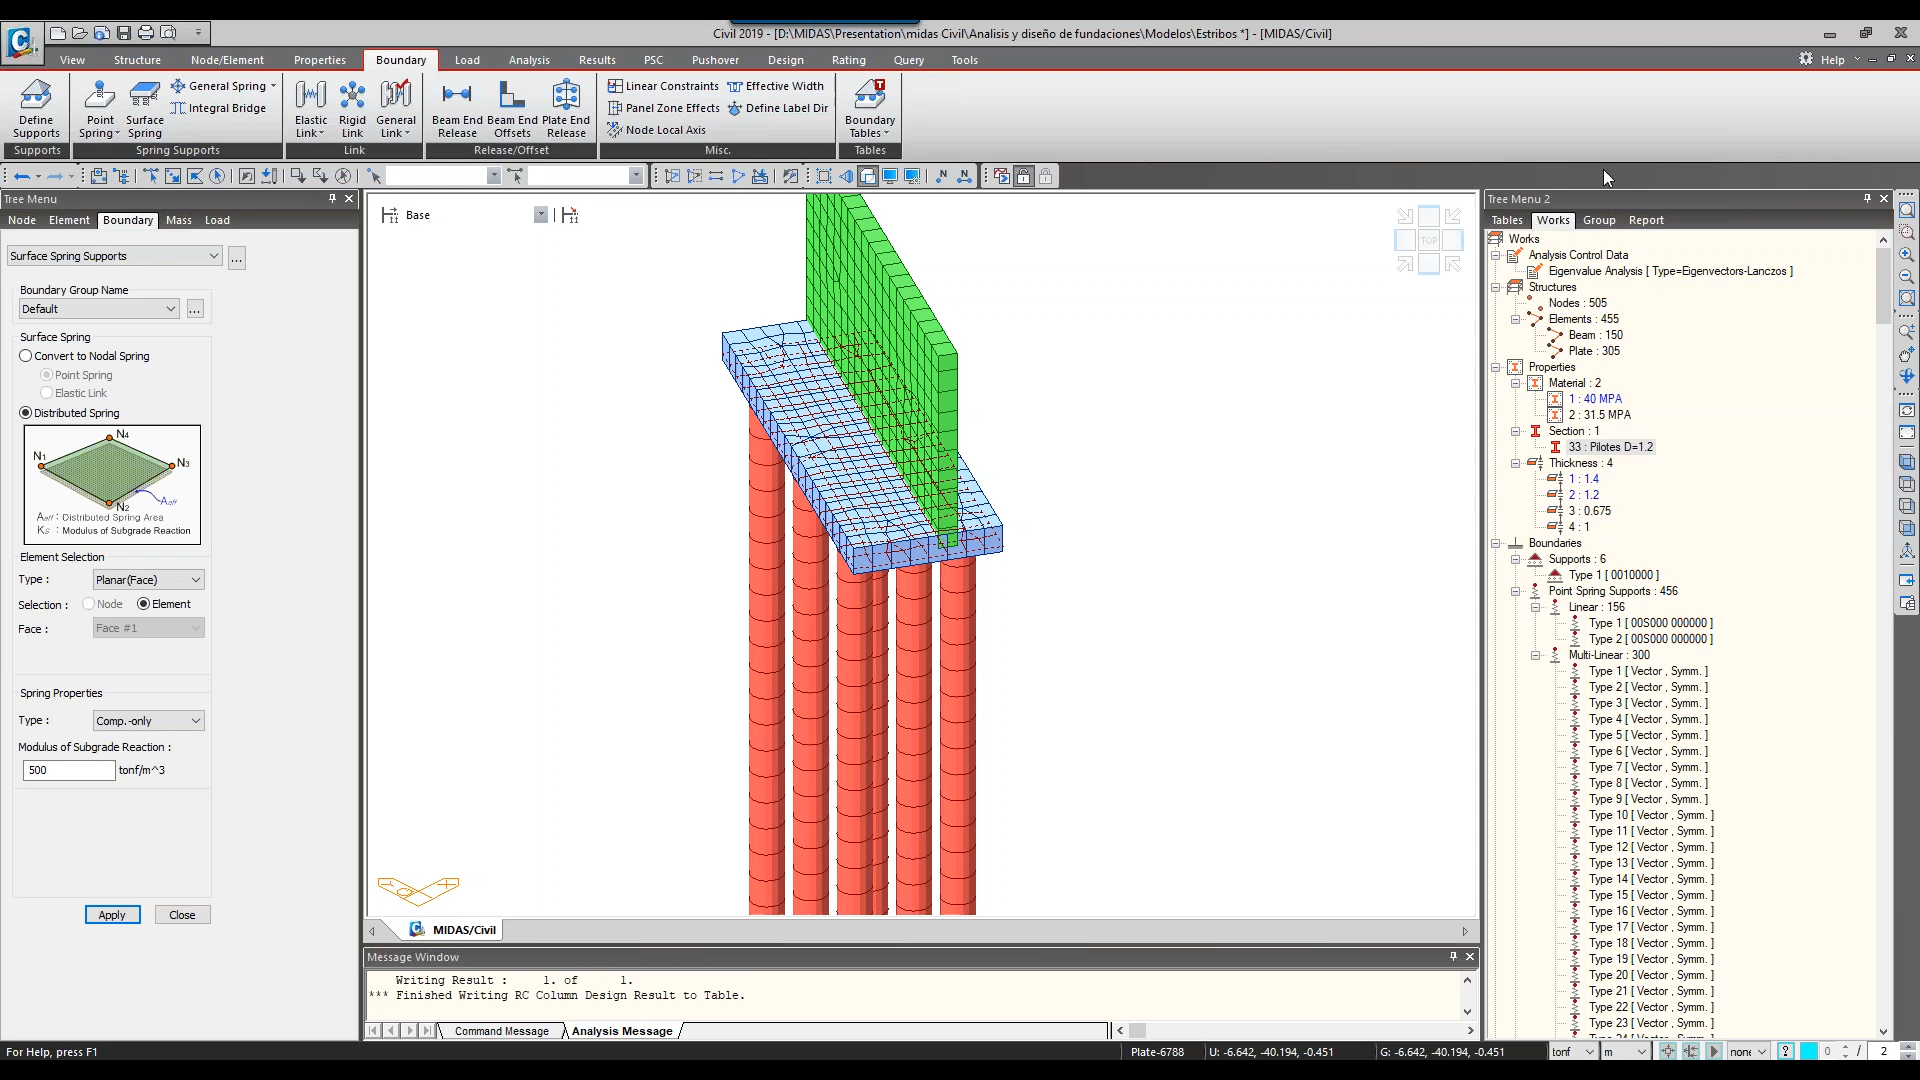 Civil 2019 - [D:\MIDAS\Presentation\midas Civil\Analisis y diseño de fundaciones\Modelos\Estribos *] - [MIDAS/Civil]
View Structure Node/Element Properties Boundary Load Analysis Results PSC Pushover Design Rating Query Tools Help
Define Supports
Point Spring
Surface Spring
General Spring
Integral Bridge
Elastic Link
Rigid Link
General Link
Beam End Release
Beam End Offsets
Plate End Release
Linear Constraints
Panel Zone Effects
Node Local Axis
Effective Width
Define Label Dir
Boundary Tables
Supports Spring Supports Link Release/Offset Misc. Tables
Tree Menu
Node Element Boundary Mass Load
Surface Spring Supports
...
Boundary Group Name
Default
...
Surface Spring
Convert to Nodal Spring
Point Spring
Elastic Link
Distributed Spring
N4
N1
N3
N2
Aeff
Aeff : Distributed Spring Area
Ks : Modulus of Subgrade Reaction
Element Selection
Type : Planar(Face)
Selection : Node Element
Face : Face #1
Spring Properties
Type : Comp.-only
Modulus of Subgrade Reaction :
500 tonf/m^3
Apply Close
Base
TOP
MIDAS/Civil
Message Window
Writing Result : 1. of 1.
*** Finished Writing RC Column Design Result to Table.
Command Message Analysis Message
Tree Menu 2
Tables Works Group Report
Works
Analysis Control Data
Eigenvalue Analysis [ Type=Eigenvectors-Lanczos ]
Structures
Nodes : 505
Elements : 455
Beam : 150
Plate : 305
Properties
Material : 2
1 : 40 MPA
2 : 31.5 MPA
Section : 1
33 : Pilotes D=1.2
Thickness : 4
1 : 1.4
2 : 1.2
3 : 0.675
4 : 1
Boundaries
Supports : 6
Type 1 [ 0010000 ]
Point Spring Supports : 456
Linear : 156
Type 1 [ 00S000 000000 ]
Type 2 [ 00S000 000000 ]
Multi-Linear : 300
Type 1 [ Vector , Symm. ]
Type 2 [ Vector , Symm. ]
Type 3 [ Vector , Symm. ]
Type 4 [ Vector , Symm. ]
Type 5 [ Vector , Symm. ]
Type 6 [ Vector , Symm. ]
Type 7 [ Vector , Symm. ]
Type 8 [ Vector , Symm. ]
Type 9 [ Vector , Symm. ]
Type 10 [ Vector , Symm. ]
Type 11 [ Vector , Symm. ]
Type 12 [ Vector , Symm. ]
Type 13 [ Vector , Symm. ]
Type 14 [ Vector , Symm. ]
Type 15 [ Vector , Symm. ]
Type 16 [ Vector , Symm. ]
Type 17 [ Vector , Symm. ]
Type 18 [ Vector , Symm. ]
Type 19 [ Vector , Symm. ]
Type 20 [ Vector , Symm. ]
Type 21 [ Vector , Symm. ]
Type 22 [ Vector , Symm. ]
Type 23 [ Vector , Symm. ]
For Help, press F1
Plate-6788 U: -6.642, -40.194, -0.451 G: -6.642, -40.194, -0.451 tonf m none ? 0 / 2